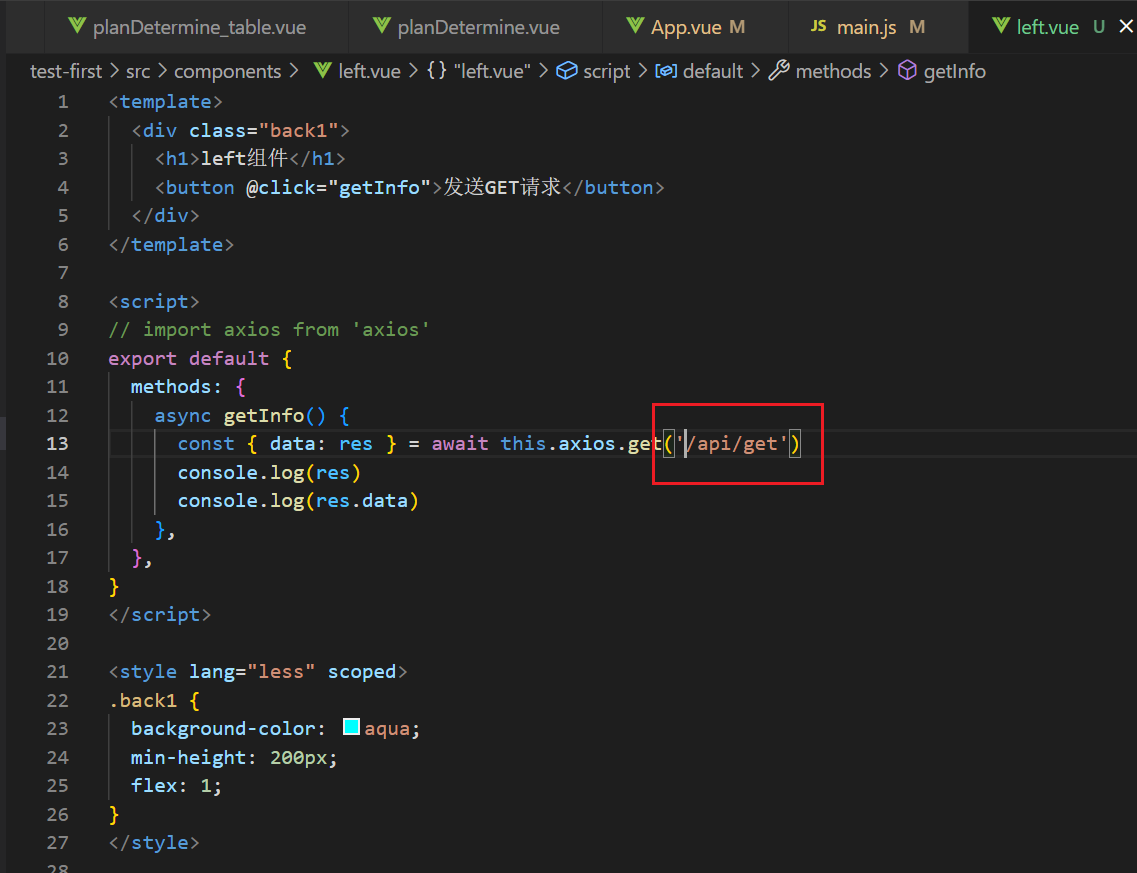 planDetermine_table.vue planDetermine.vue App.vue M JS main.js M left.vue U
test-first > src > components > left.vue > {} "left.vue" > script > default > methods > getInfo
1 <template>
2 <div class="back1">
3 <h1>left组件</h1>
4 <button @click="getInfo">发送GET请求</button>
5 </div>
6 </template>
7
8 <script>
9 // import axios from 'axios'
10 export default {
11 methods: {
12 async getInfo() {
13 const { data: res } = await this.axios.get('/api/get')
14 console.log(res)
15 console.log(res.data)
16 },
17 },
18 }
19 </script>
20
21 <style lang="less" scoped>
22 .back1 {
23 background-color: aqua;
24 min-height: 200px;
25 flex: 1;
26 }
27 </style>
28